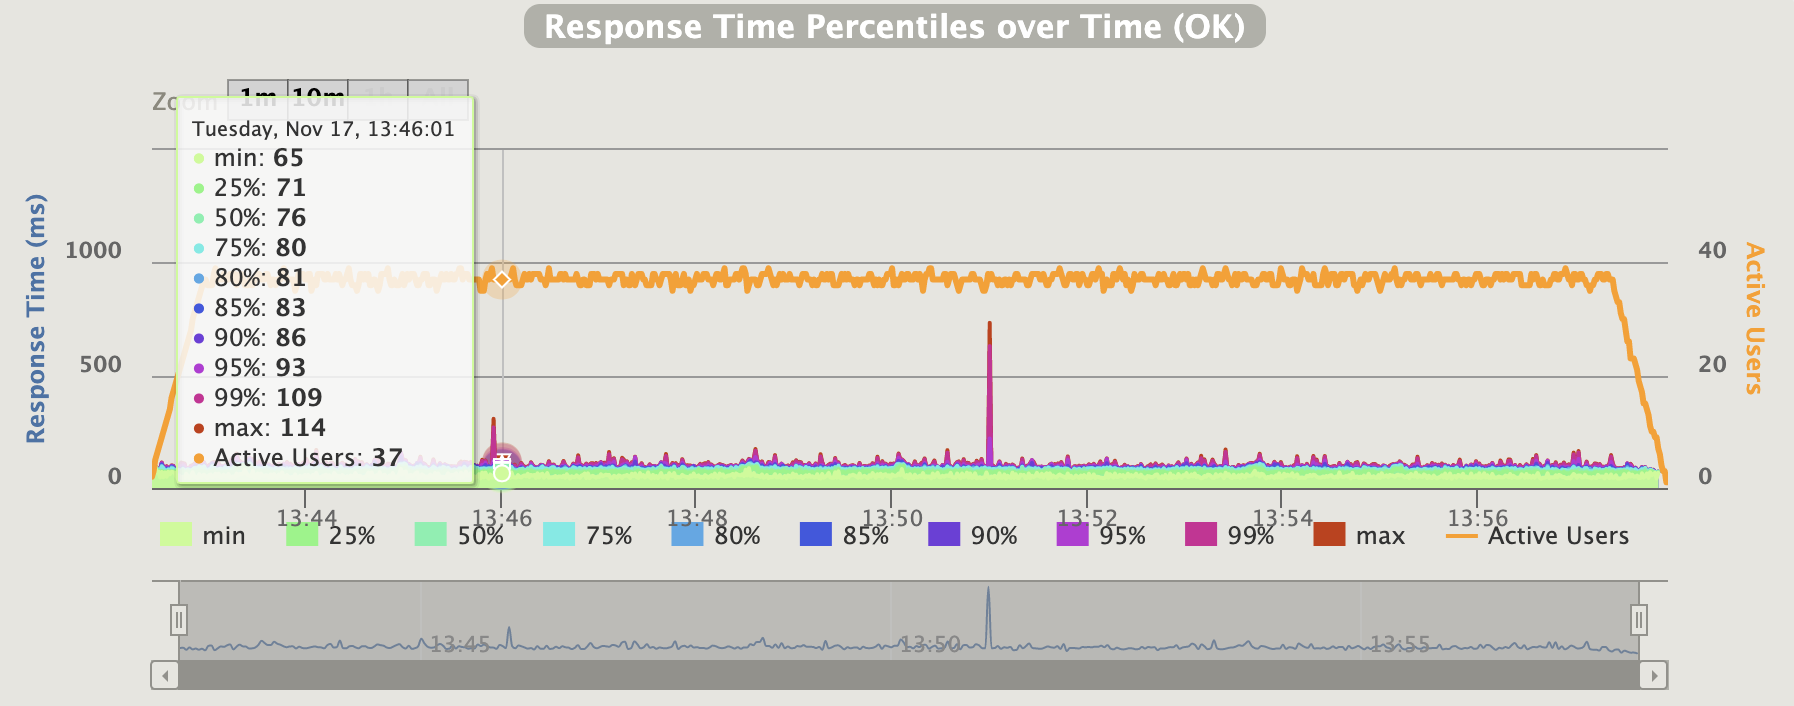 Response Time Percentiles over Time (OK)
Zoom 1m 10m 1h All
Tuesday, Nov 17, 13:46:01
min: 65
25%: 71
50%: 76
75%: 80
80%: 81
85%: 83
90%: 86
95%: 93
99%: 109
max: 114
Active Users: 37
Response Time (ms)
1000
500
0
40
20
0
Active Users
13:44 13:46 13:48 13:50 13:52 13:54 13:56
min 25% 50% 75% 80% 85% 90% 95% 99% max Active Users
13:45 13:50 13:55